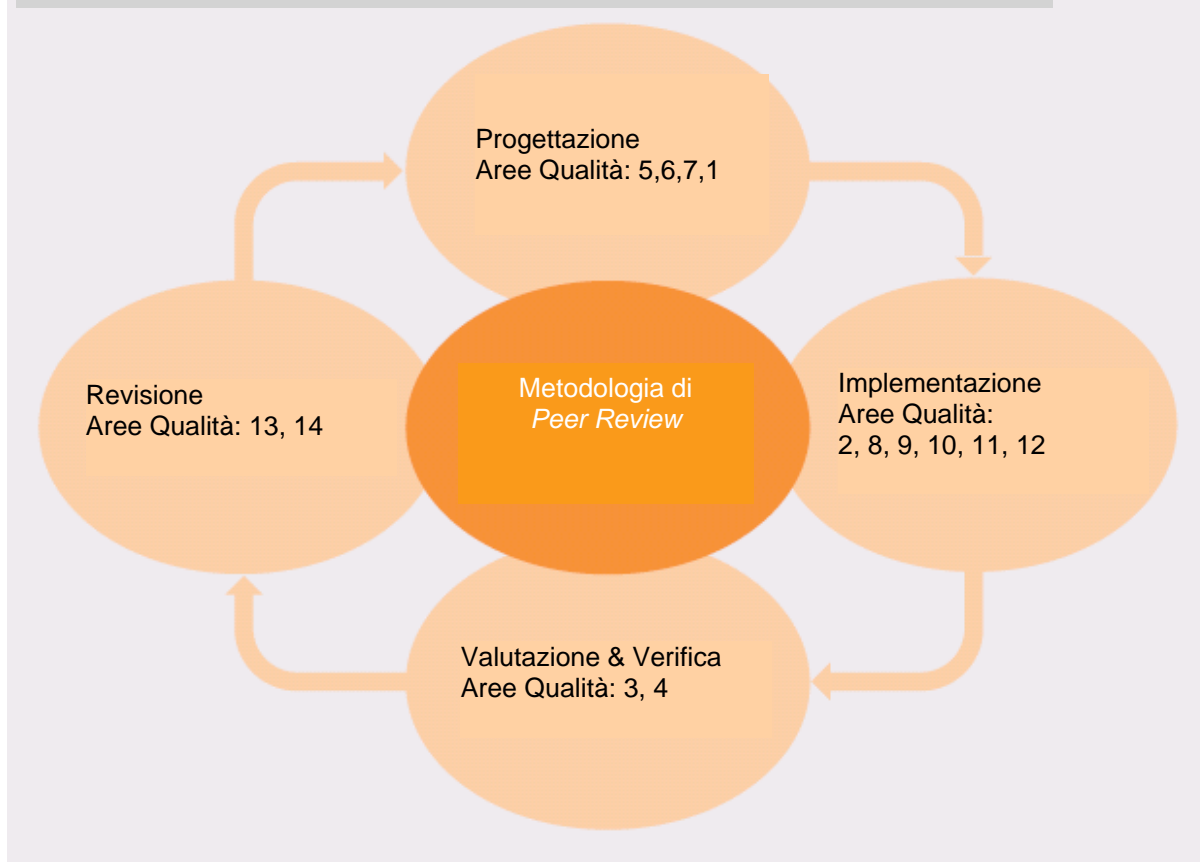 Progettazione
Aree Qualità: 5,6,7,1
Metodologia di
Peer Review
Implementazione
Aree Qualità:
2, 8, 9, 10, 11, 12
Revisione
Aree Qualità: 13, 14
Valutazione & Verifica
Aree Qualità: 3, 4